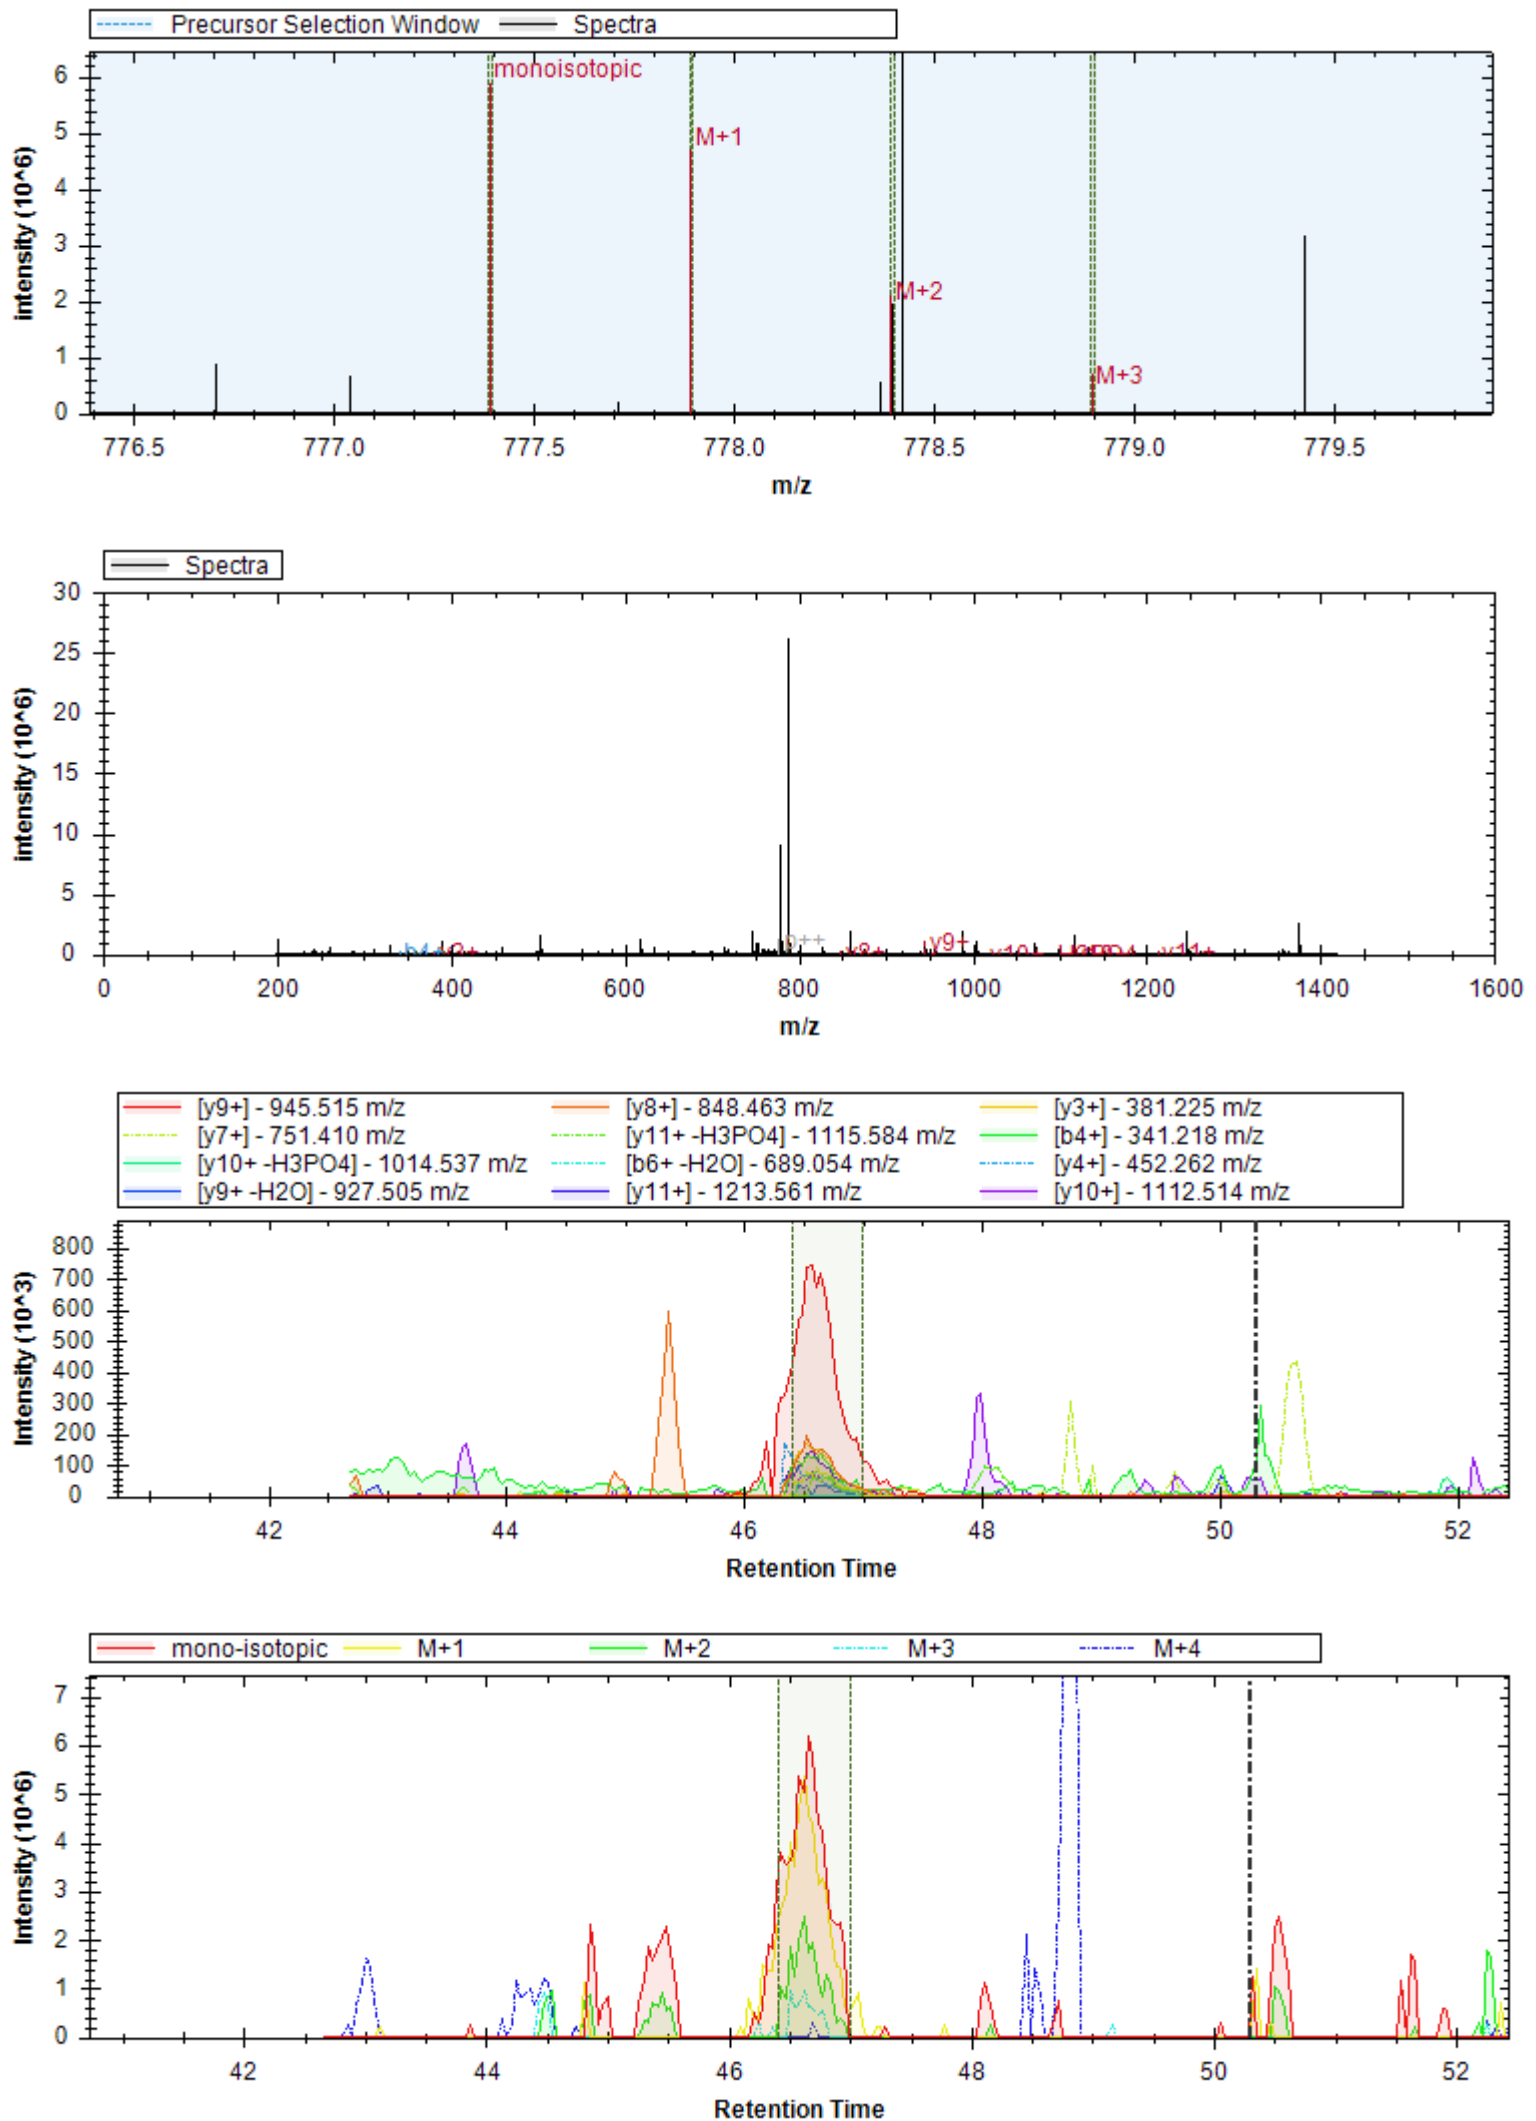 Precursor Selection Window Spectra
monoisotopic
M+1
M+2
M+3
6
5
4
3
2
1
0
intensity (10^6)
776.5 777.0 777.5 778.0 778.5 779.0 779.5
m/z
Spectra
30
25
20
15
10
5
0
intensity (10^6)
p++
y9+
y11+
0 200 400 600 800 1000 1200 1400 1600
m/z
[y9+] - 945.515 m/z [y8+] - 848.463 m/z [y3+] - 381.225 m/z
[y7+] - 751.410 m/z [y11+ -H3PO4] - 1115.584 m/z [b4+] - 341.218 m/z
[y10+ -H3PO4] - 1014.537 m/z [b6+ -H2O] - 689.054 m/z [y4+] - 452.262 m/z
[y9+ -H2O] - 927.505 m/z [y11+] - 1213.561 m/z [y10+] - 1112.514 m/z
800
700
600
500
400
300
200
100
0
Intensity (10^3)
42 44 46 48 50 52
Retention Time
mono-isotopic M+1 M+2 M+3 M+4
7
6
5
4
3
2
1
0
Intensity (10^6)
42 44 46 48 50 52
Retention Time